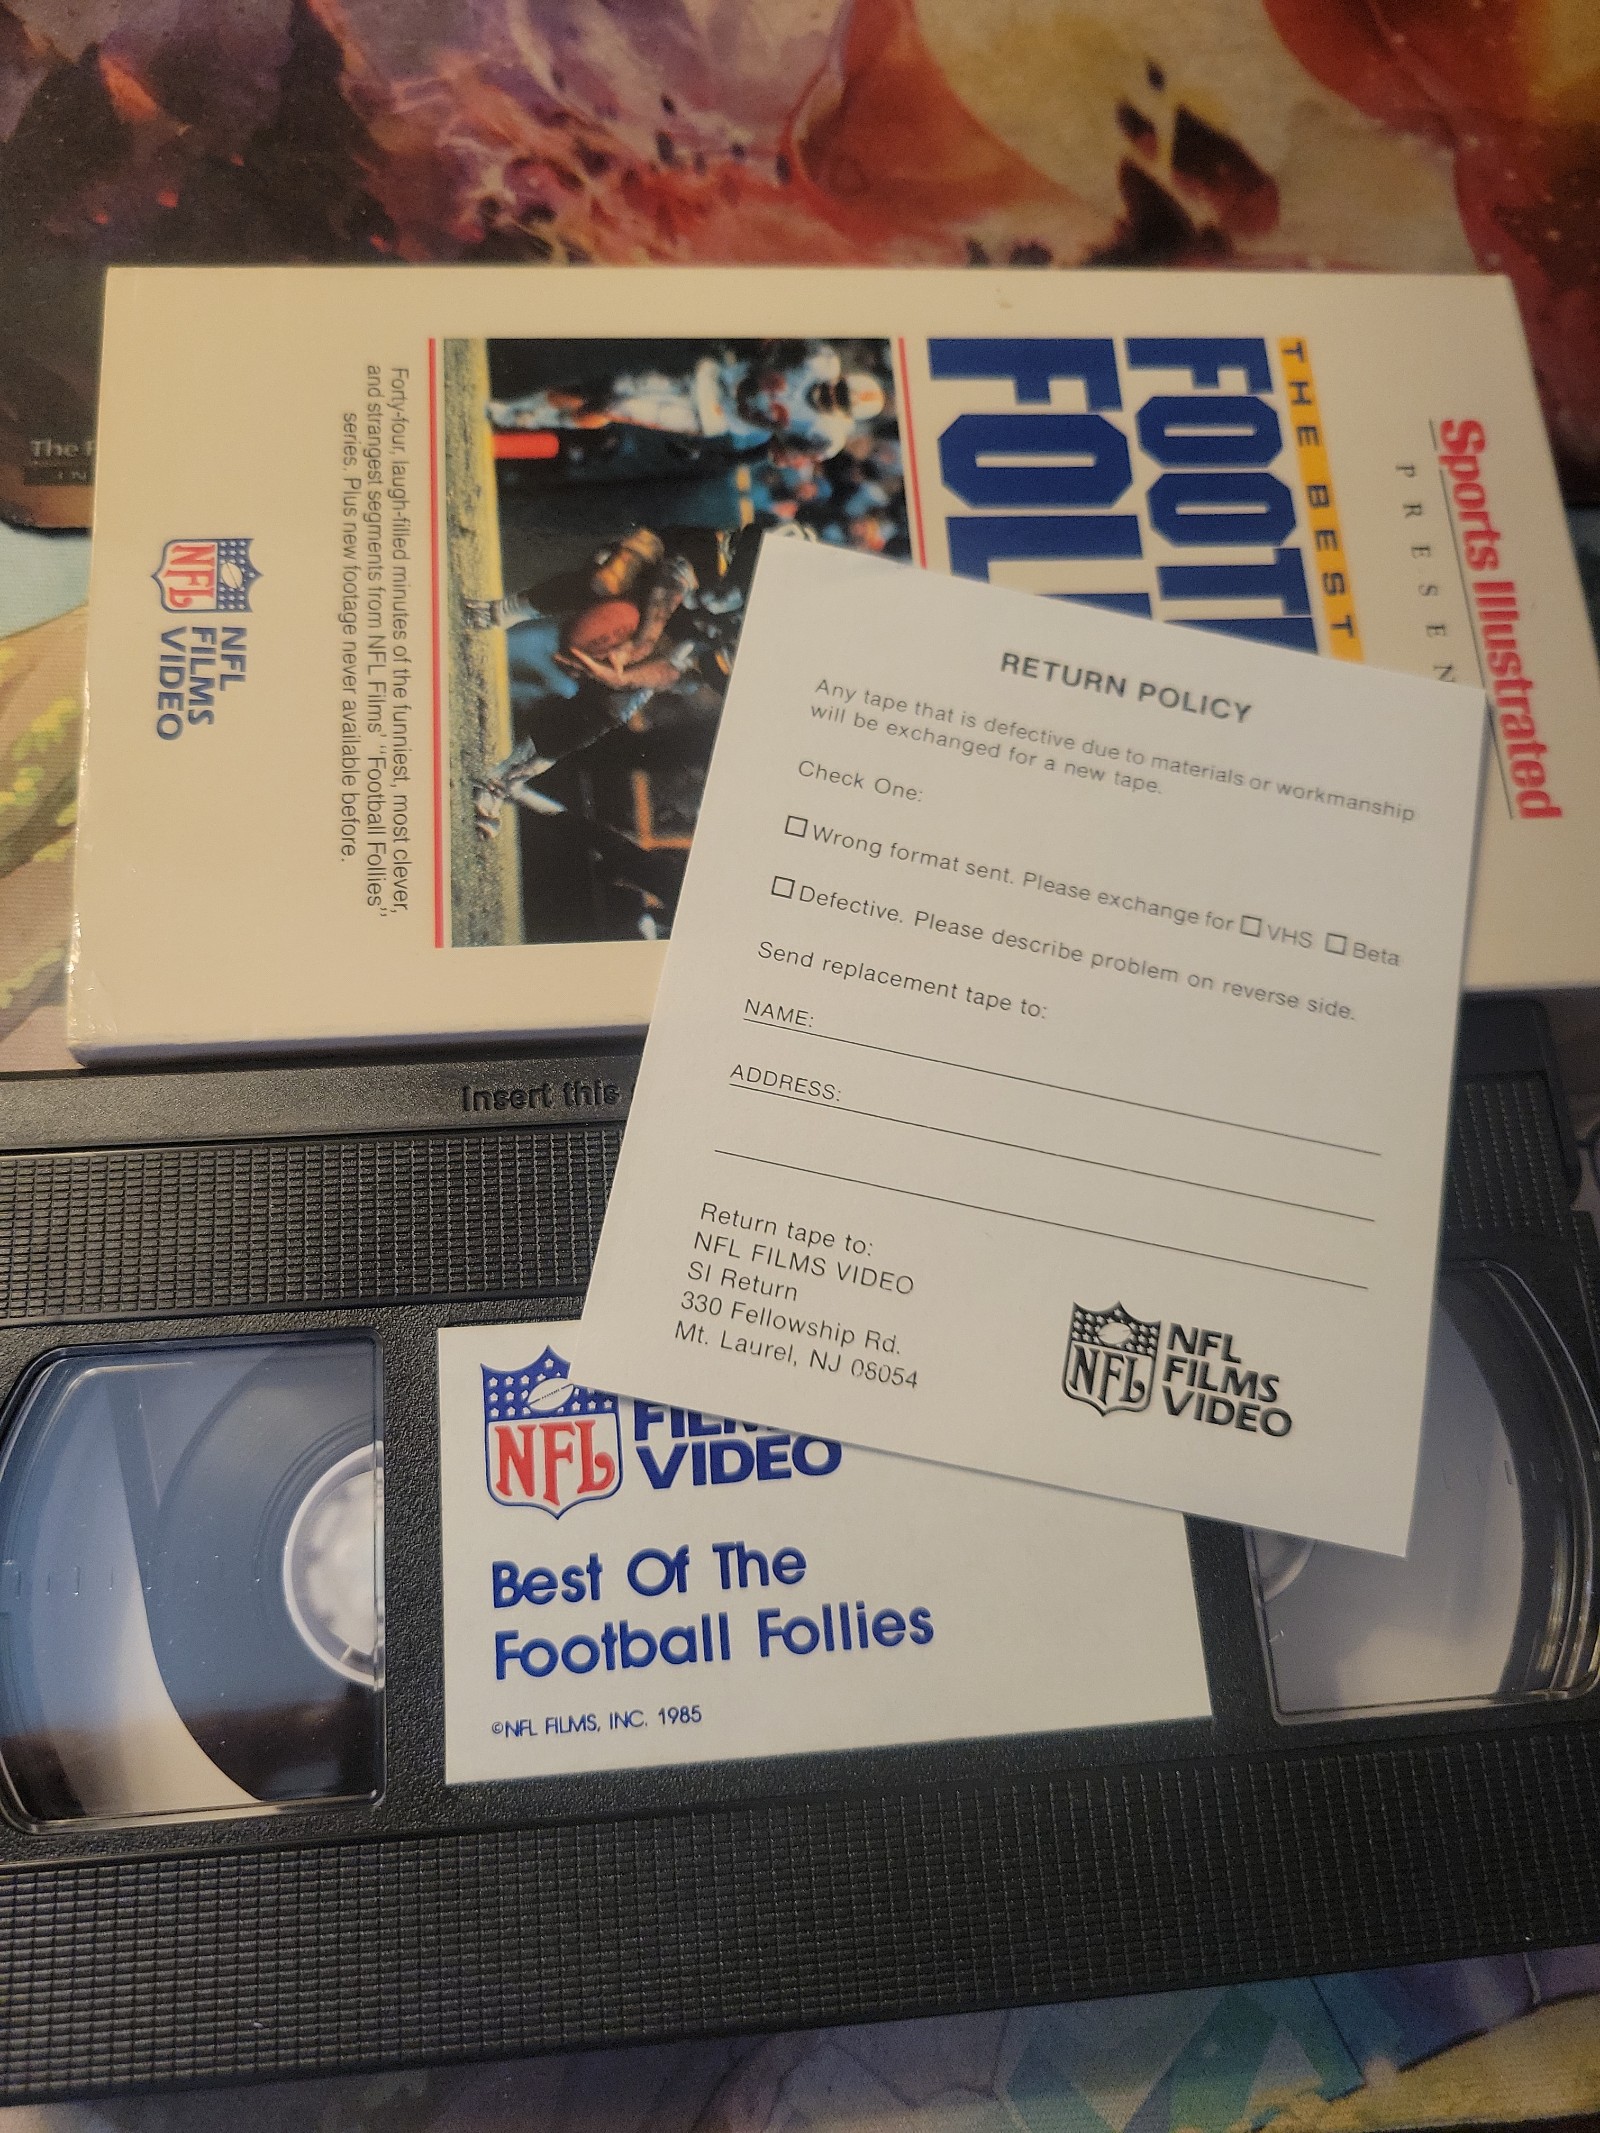 Sports Illustrated
PRESEN
THE BEST
FOOT
FOLL
Forty-four, laugh-filled minutes of the funniest, most clever,
and strangest segments from NFL Films' "Football Follies"
series. Plus new footage never available before.
NFL
NFL
FILMS
VIDEO
The
RETURN POLICY
Any tape that is defective due to materials or workmanship
will be exchanged for a new tape.
Check One:
☐ Wrong format sent. Please exchange for ☐ VHS ☐ Beta
☐ Defective. Please describe problem on reverse side.
Send replacement tape to:
NAME:
ADDRESS:
Return tape to:
NFL FILMS VIDEO
SI Return
330 Fellowship Rd.
Mt. Laurel, NJ 08054
NFL
NFL
FILMS
VIDEO
Insert this
NFL
FILMS
VIDEO
Best Of The
Football Follies
©NFL FILMS, INC. 1985